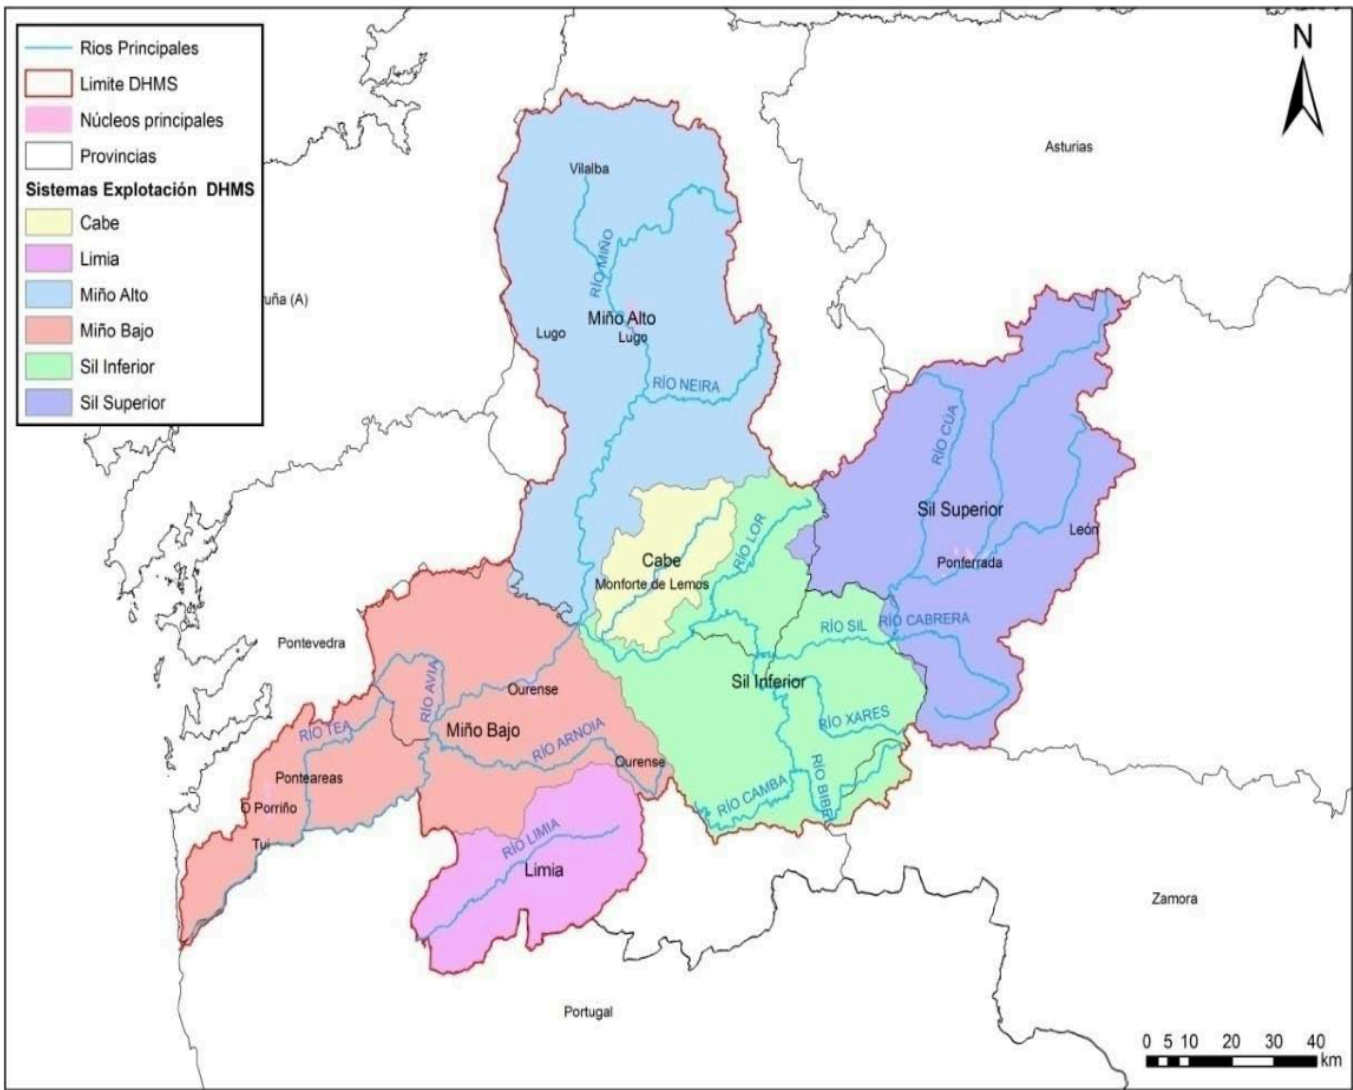 Rios Principales
Limite DHMS
Núcleos principales
Provincias
Sistemas Explotación DHMS
Cabe
Limia
Miño Alto
Miño Bajo
Sil Inferior
Sil Superior
N
Asturias
Vilalba
RÍO MIÑO
uña (A)
Miño Alto
Lugo
Lugo
RÍO NEIRA
RÍO CÚA
Sil Superior
León
RÍO LOR
Cabe
Ponferrada
Monforte de Lemos
RÍO SIL
RÍO CABRERA
Pontevedra
Sil Inferior
RÍO AVIA
Ourense
RÍO XARES
RÍO TEA
Miño Bajo
RÍO ARNOIA
Ourense
Ponteareas
RÍO CAMBA
RÍO BIBE
O Porriño
Tui
RÍO LIMIA
Limia
Zamora
Portugal
0 5 10 20 30 40
km